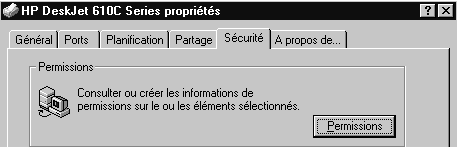 HP DeskJet 610C Series propriétés
Général Ports Planification Partage Sécurité A propos de...
Permissions
Consulter ou créer les informations de
permissions sur le ou les éléments sélectionnés.
Permissions